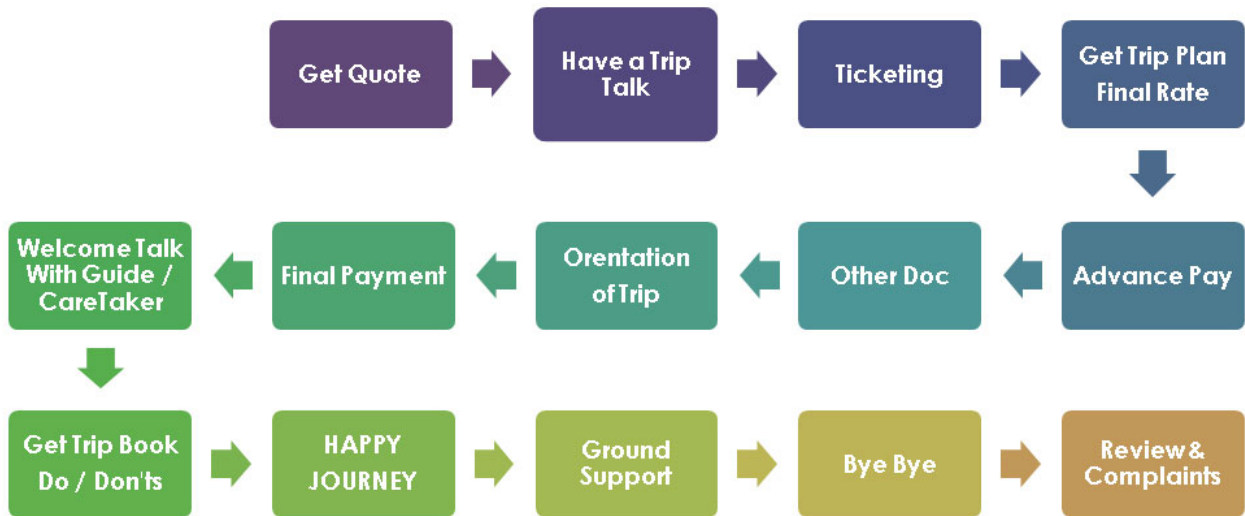 Get Quote
Have a Trip
Talk
Ticketing
Get Trip Plan
Final Rate
Advance Pay
Other Doc
Orentation
of Trip
Final Payment
Welcome Talk
With Guide /
CareTaker
Get Trip Book
Do / Don'ts
HAPPY
JOURNEY
Ground
Support
Bye Bye
Review &
Complaints